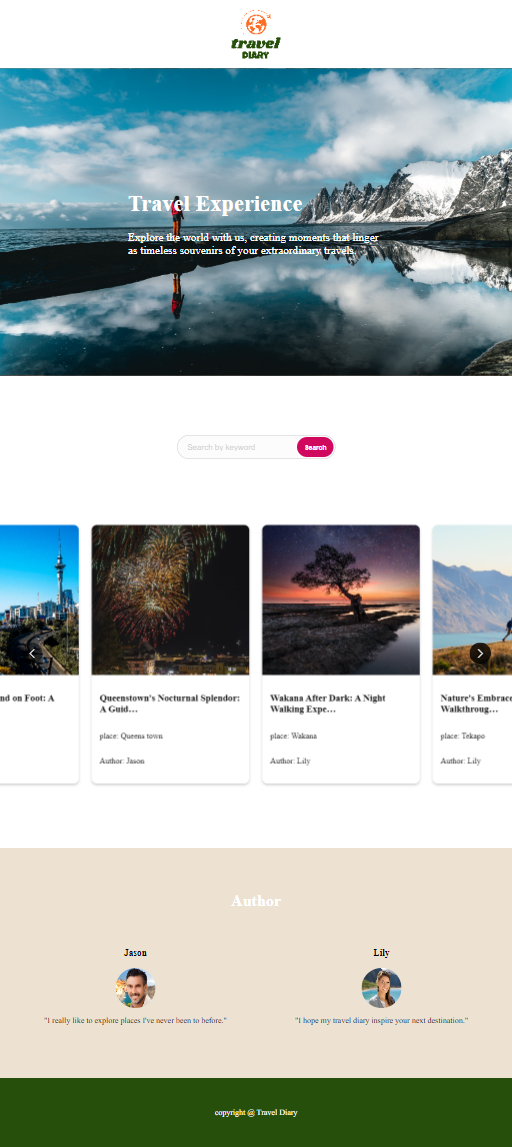 travel
DIARY
Travel Experience
Explore the world with us, creating moments that linger
as timeless souvenirs of your extraordinary travels.
Search by keyword
Search
nd on Foot: A
Queenstown's Nocturnal Splendor:
A Guid...
place: Queens town
Author: Jason
Wakana After Dark: A Night
Walking Expe...
place: Wakana
Author: Lily
Nature's Embrace
Walkthroug...
place: Tekapo
Author: Lily
Author
Jason
"I really like to explore places I've never been to before."
Lily
"I hope my travel diary inspire your next destination."
copyright @ Travel Diary